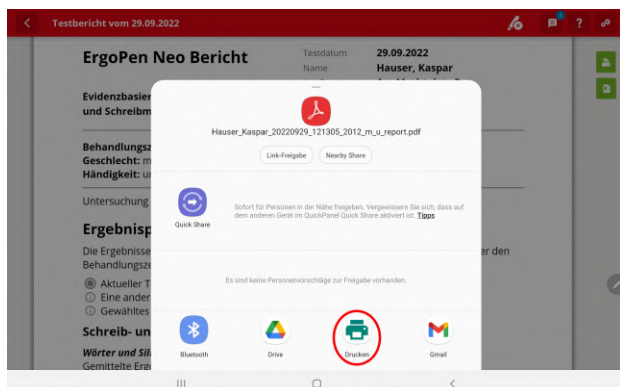 Testbericht vom 29.09.2022
?
ErgoPen Neo Bericht
Testdatum 29.09.2022
Name Hauser, Kaspar
Evidenzbasier
und Schreibm
Hauser_Kaspar_20220929_121305_2012_m_u_report.pdf
Behandlungsz
Link-Freigabe Nearby Share
Geschlecht: m
Händigkeit: u
Untersuchung
Sofort für Personen in der Nähe freigeben. Vergewissern Sie sich, dass auf
dem anderen Gerät im QuickPanel Quick Share aktiviert ist. Tipps
Quick Share
Ergebnisp
Die Ergebnisse er den
Behandlungsze
Es sind keine Personenvorschläge zur Freigabe vorhanden.
Aktueller T
Eine ander
Gewähltes
Schreib- un
Wörter und Sil
Bluetooth Drive Drucken Gmail
Gemittelte Erg